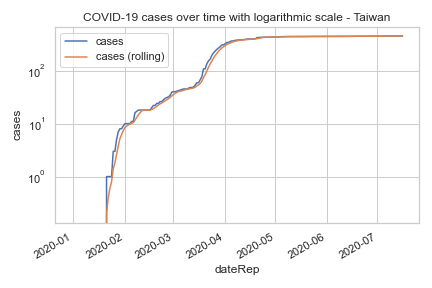 COVID-19 cases over time with logarithmic scale - Taiwan
cases
cases (rolling)
10²
10¹
10⁰
cases
2020-01
2020-02
2020-03
2020-04
2020-05
2020-06
2020-07
dateRep